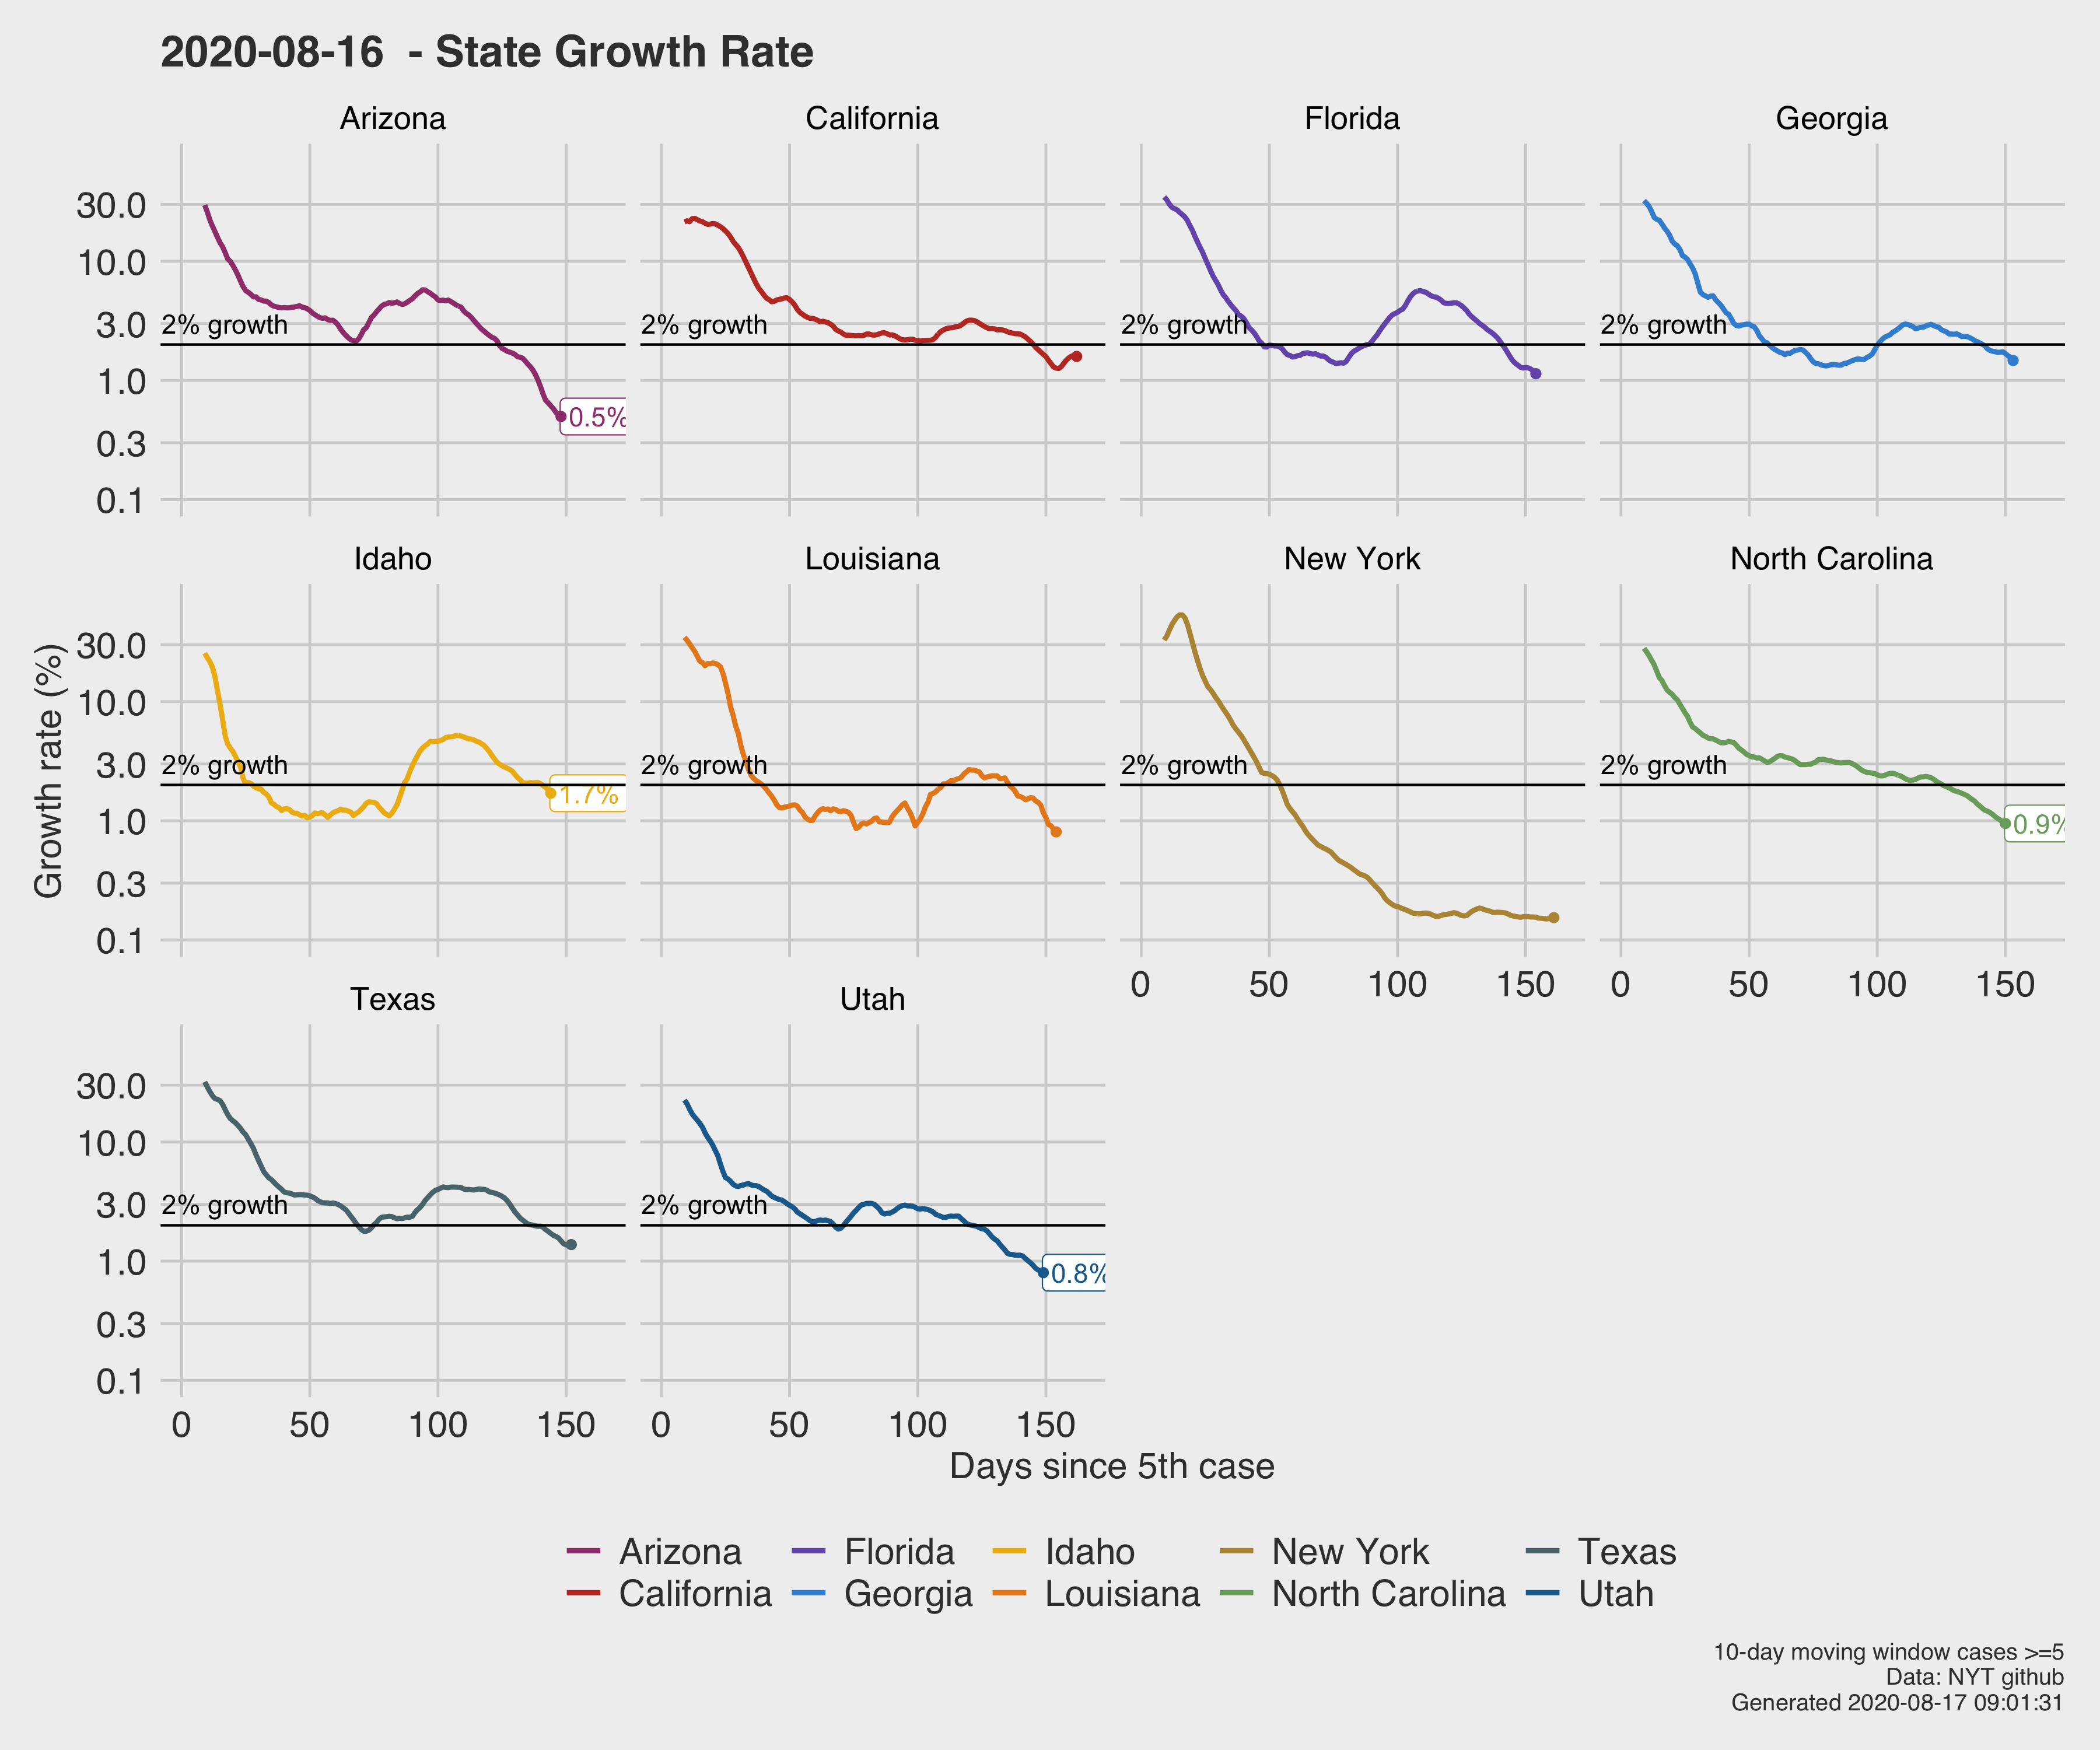 2020-08-16 - State Growth Rate
Arizona California Florida Georgia
30.0
10.0
3.0
1.0
0.3
0.1
2% growth 2% growth 2% growth 2% growth
0.5%
Idaho Louisiana New York North Carolina
Growth rate (%)
30.0
10.0
3.0
1.0
0.3
0.1
2% growth 2% growth 2% growth 2% growth
1.7% 0.9%
0 50 100 150 0 50 100 150
Texas Utah
30.0
10.0
3.0
1.0
0.3
0.1
2% growth 2% growth
0.8%
0 50 100 150 0 50 100 150
Days since 5th case
Arizona Florida Idaho New York Texas
California Georgia Louisiana North Carolina Utah
10-day moving window cases >=5
Data: NYT github
Generated 2020-08-17 09:01:31